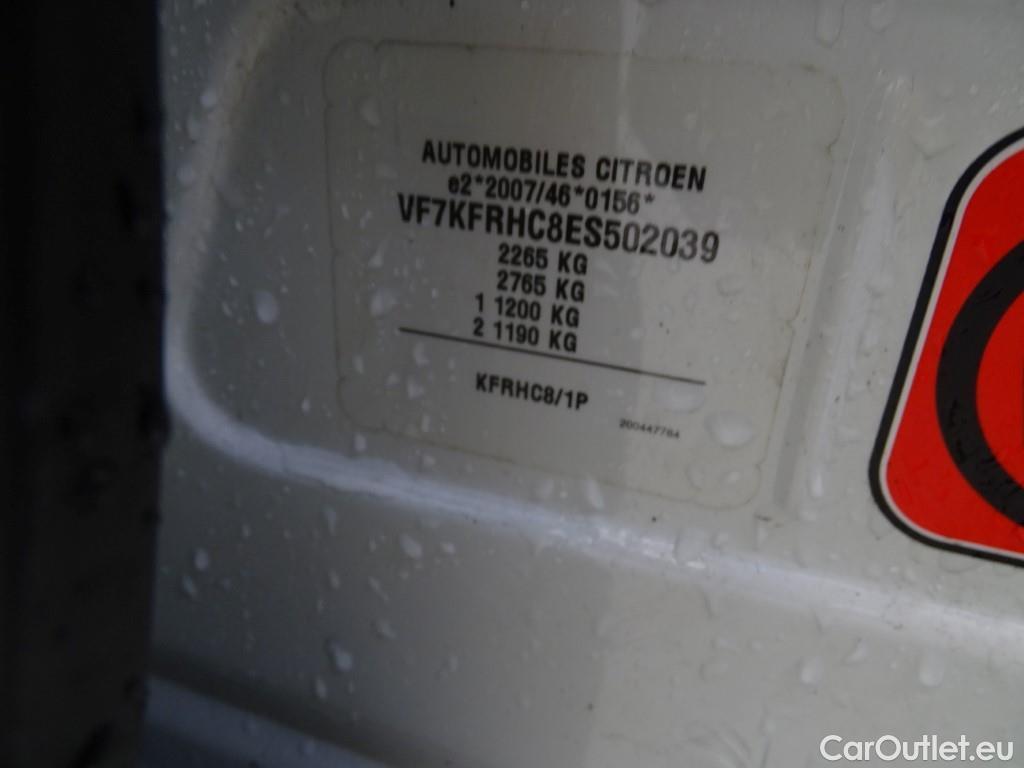 AUTOMOBILES CITROEN
e2*2007/46*0156*
VF7KFRHC8ES502039
2265 KG
2765 KG
1 1200 KG
2 1190 KG
KFRHC8/1P
200447764
CarOutlet.eu